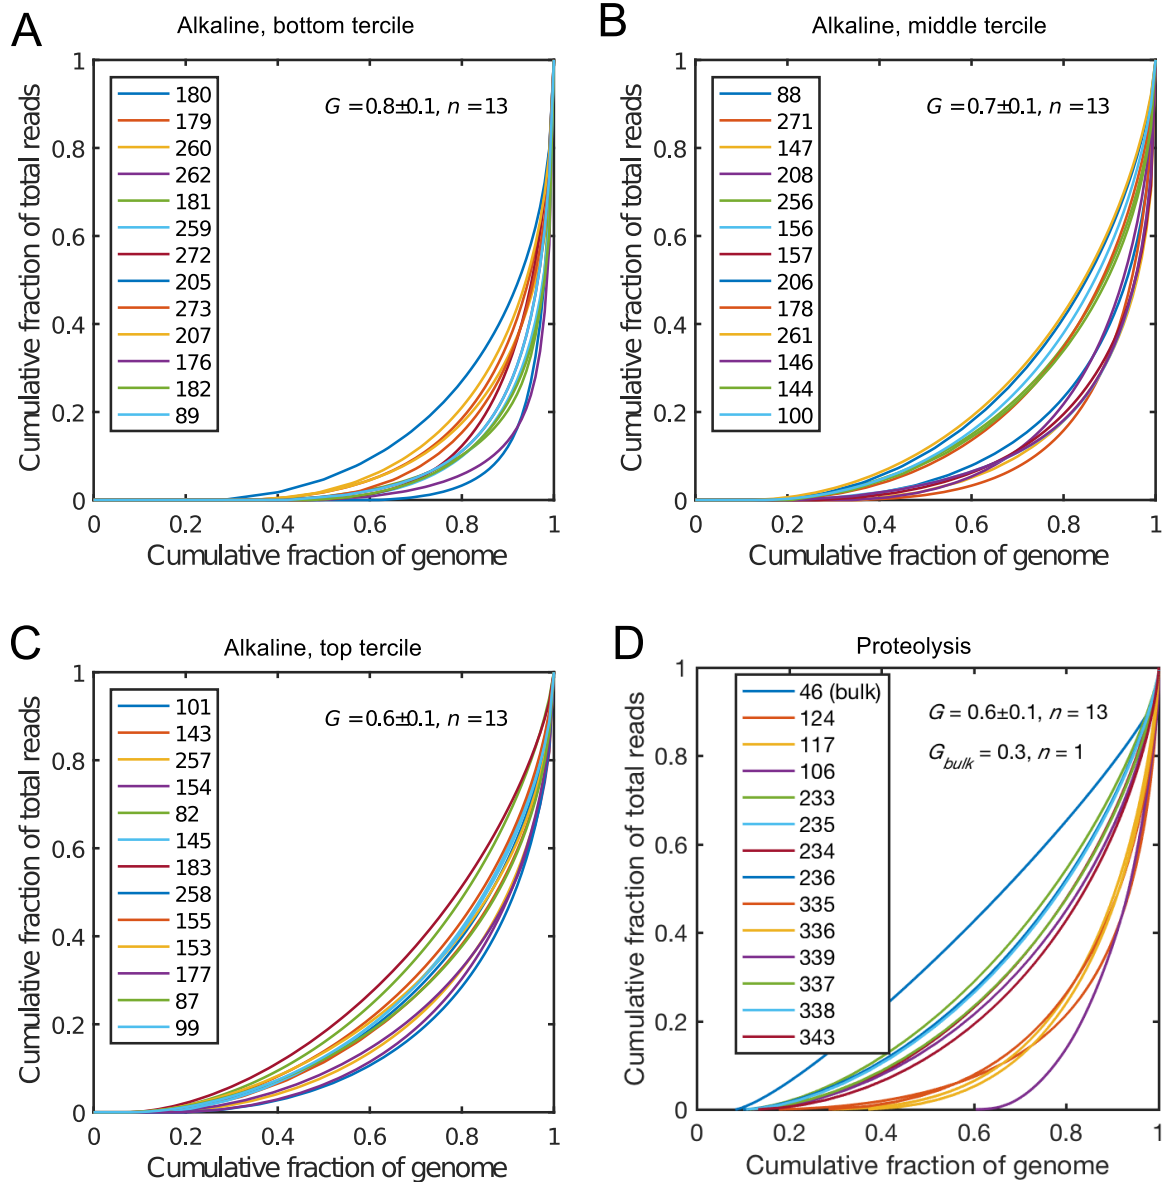 A
Alkaline, bottom tercile
Cumulative fraction of total reads
1
0.8
0.6
0.4
0.2
0
180
179
260
262
181
259
272
205
273
207
176
182
89
G = 0.8±0.1, n = 13
0 0.2 0.4 0.6 0.8 1
Cumulative fraction of genome
B
Alkaline, middle tercile
Cumulative fraction of total reads
1
0.8
0.6
0.4
0.2
0
88
271
147
208
256
156
157
206
178
261
146
144
100
G = 0.7±0.1, n = 13
0 0.2 0.4 0.6 0.8 1
Cumulative fraction of genome
C
Alkaline, top tercile
Cumulative fraction of total reads
1
0.8
0.6
0.4
0.2
0
101
143
257
154
82
145
183
258
155
153
177
87
99
G = 0.6±0.1, n = 13
0 0.2 0.4 0.6 0.8 1
Cumulative fraction of genome
D
Proteolysis
Cumulative fraction of total reads
1
0.8
0.6
0.4
0.2
0
46 (bulk)
124
117
106
233
235
234
236
335
336
339
337
338
343
G = 0.6±0.1, n = 13
G_bulk = 0.3, n = 1
0 0.2 0.4 0.6 0.8 1
Cumulative fraction of genome